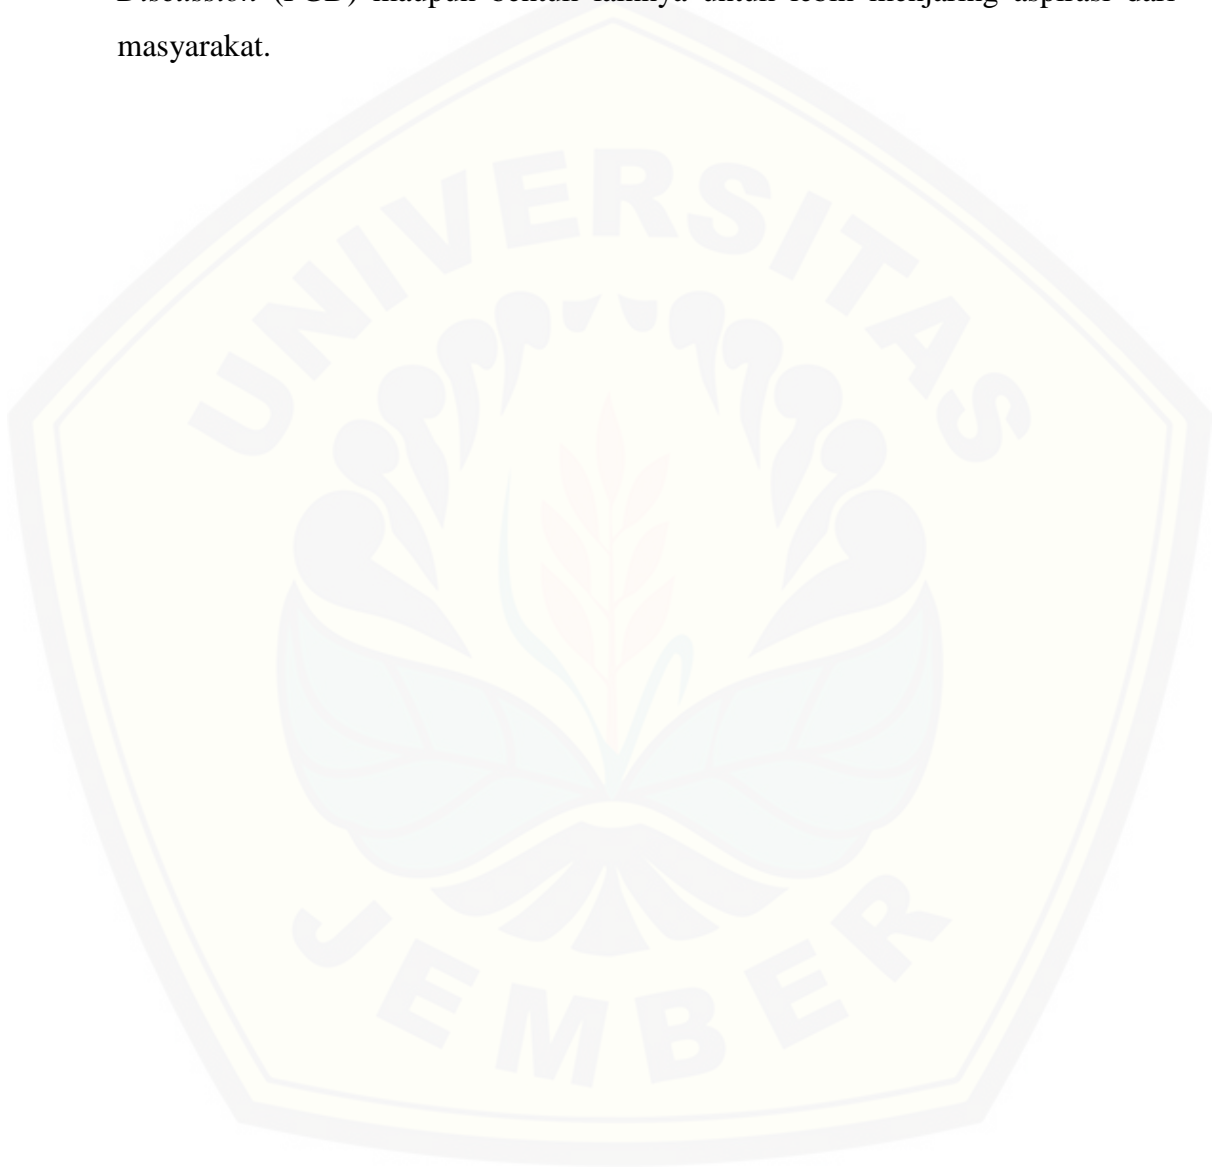 Discussion (FGD) maupun bentuk lainnya untuk lebih menjaring aspirasi dari
masyarakat.
UNIVERSITAS
JEMBER